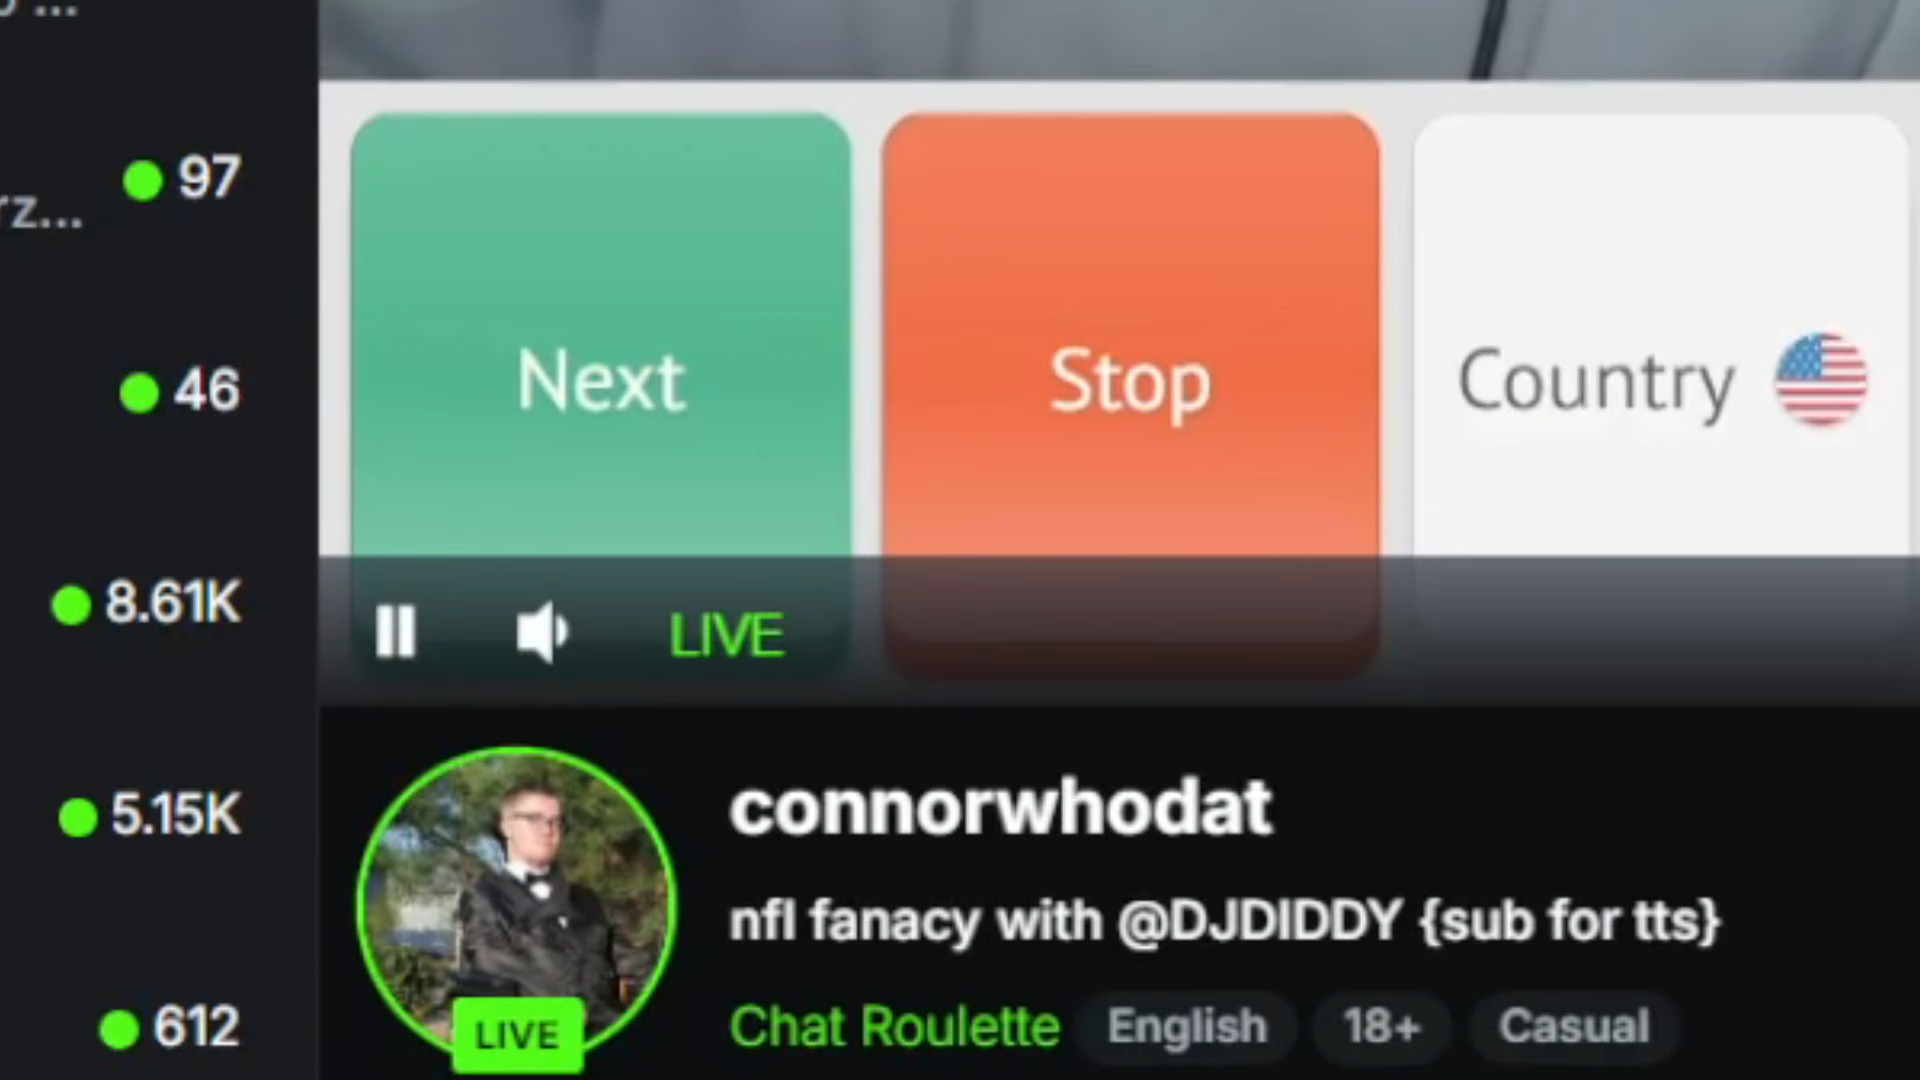 97
rz...
46
8.61K
5.15K
612
Next
Stop
Country
LIVE
connorwhodat
nfl fanacy with @DJDIDDY {sub for tts}
LIVE
Chat Roulette English 18+ Casual